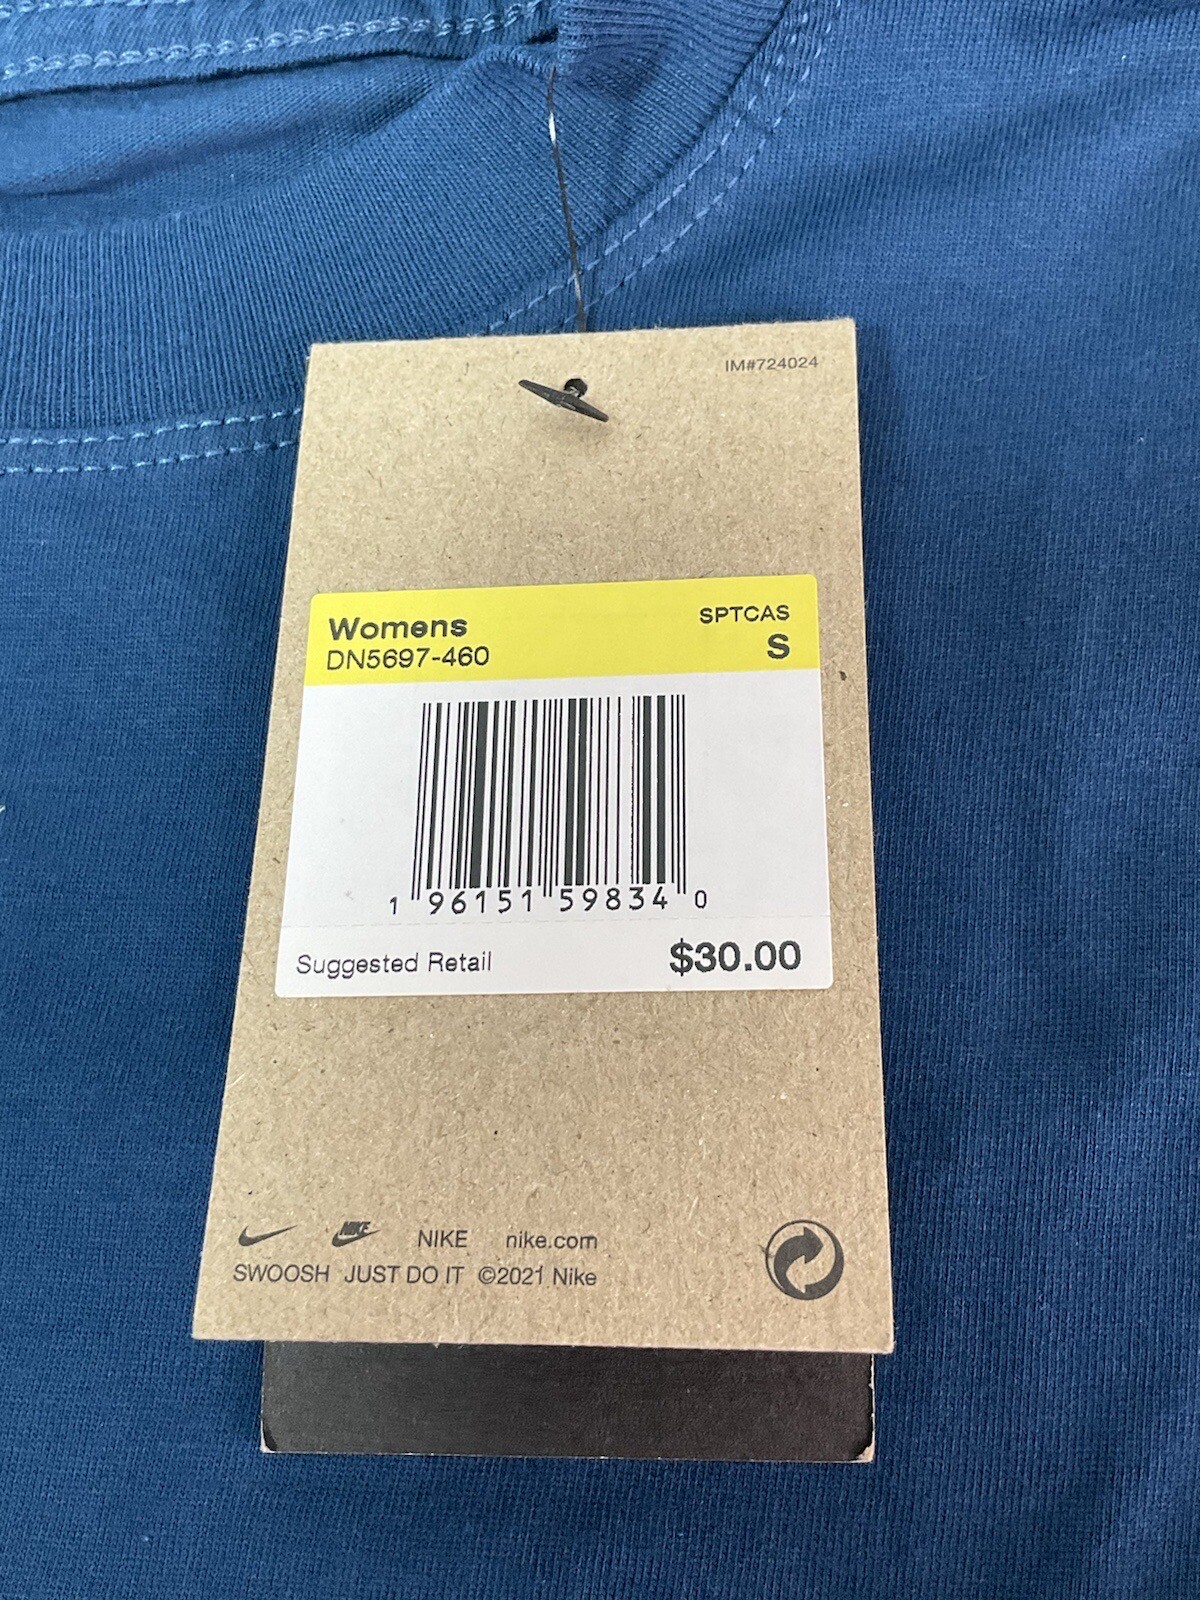 IM#724024
Womens SPTCAS
DN5697-460 S
1 96151 59834 0
Suggested Retail $30.00
NIKE NIKE nike.com
SWOOSH JUST DO IT ©2021 Nike